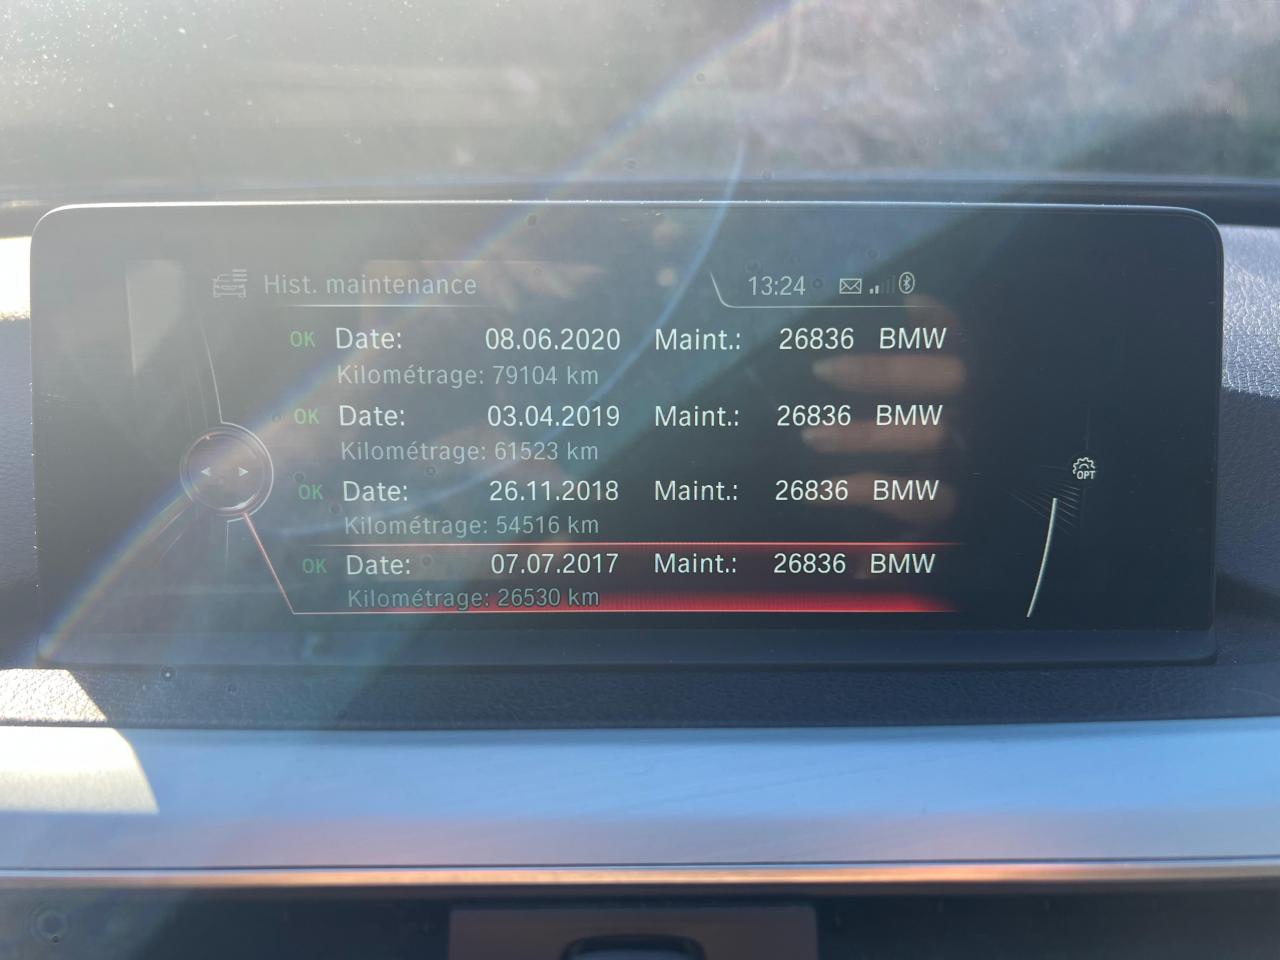 Hist. maintenance 13:24
OK Date: 08.06.2020 Maint.: 26836 BMW
Kilométrage: 79104 km
OK Date: 03.04.2019 Maint.: 26836 BMW
Kilométrage: 61523 km
OK Date: 26.11.2018 Maint.: 26836 BMW
Kilométrage: 54516 km
OK Date: 07.07.2017 Maint.: 26836 BMW
Kilométrage: 26530 km
OPT